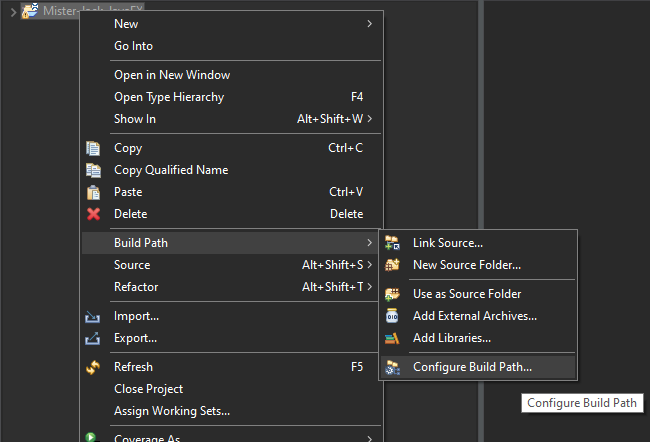 Mister-Jack-JavaFX
New
Go Into
Open in New Window
Open Type Hierarchy F4
Show In Alt+Shift+W
Copy Ctrl+C
Copy Qualified Name
Paste Ctrl+V
Delete Delete
Build Path
Source Alt+Shift+S
Refactor Alt+Shift+T
Import...
Export...
Refresh F5
Close Project
Assign Working Sets...
Coverage As
Link Source...
New Source Folder...
Use as Source Folder
Add External Archives...
Add Libraries...
Configure Build Path...
Configure Build Path